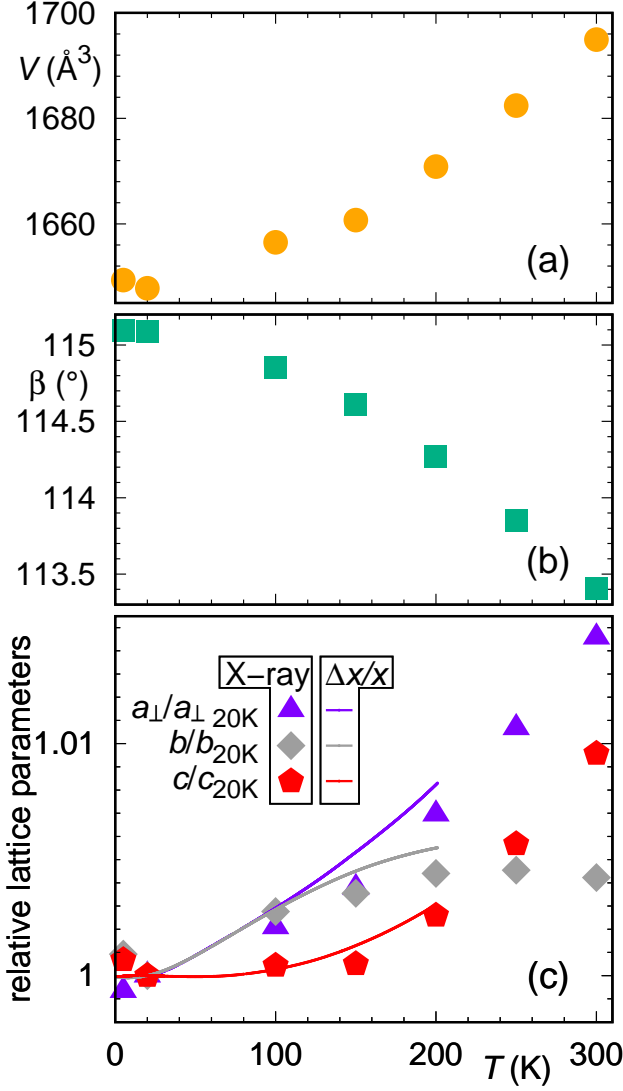 1700
V (Å³)
1680
1660
(a)
115
β (°)
114.5
114
113.5
(b)
relative lattice parameters
X−ray Δx/x
a⊥/a⊥ 20K
b/b20K
c/c20K
1.01
1
(c)
0 100 200 300
T (K)